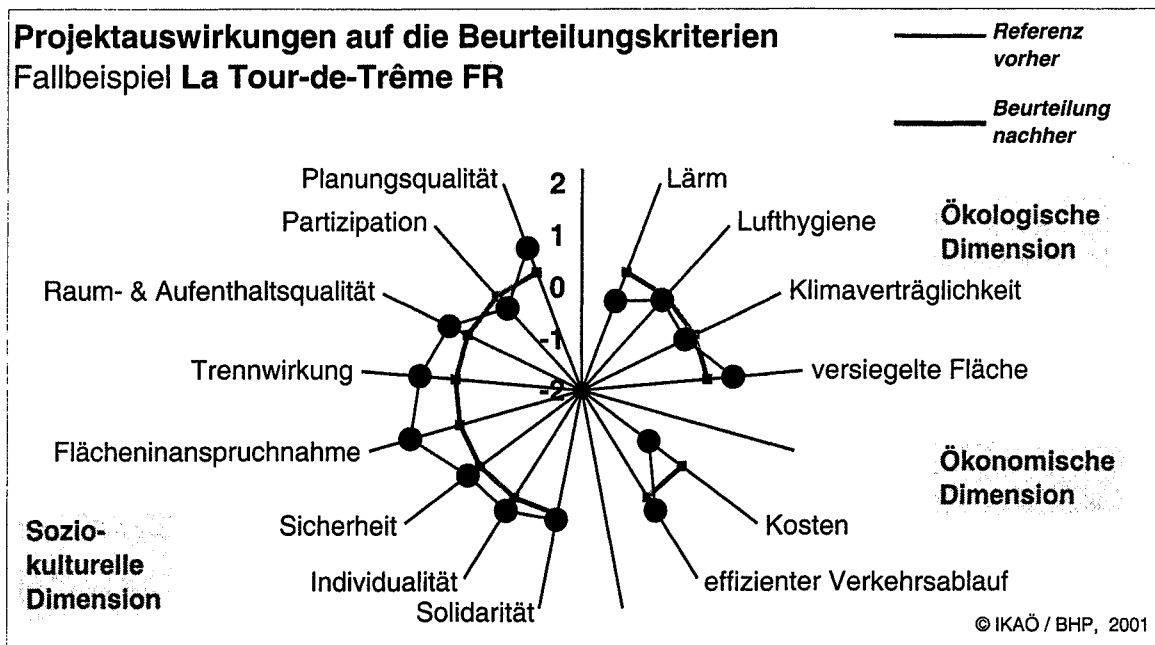 Projektauswirkungen auf die Beurteilungskriterien
Fallbeispiel La Tour-de-Trême FR
Referenz
vorher
Beurteilung
nachher
Planungsqualität
2
Lärm
Partizipation
1
Lufthygiene
Ökologische
Dimension
Raum- & Aufenthaltsqualität
0
Klimaverträglichkeit
-1
Trennwirkung
versiegelte Fläche
-2
Flächeninanspruchnahme
Ökonomische
Dimension
Sicherheit
Kosten
Sozio-
kulturelle
Dimension
Individualität
effizienter Verkehrsablauf
Solidarität
© IKAÖ / BHP, 2001